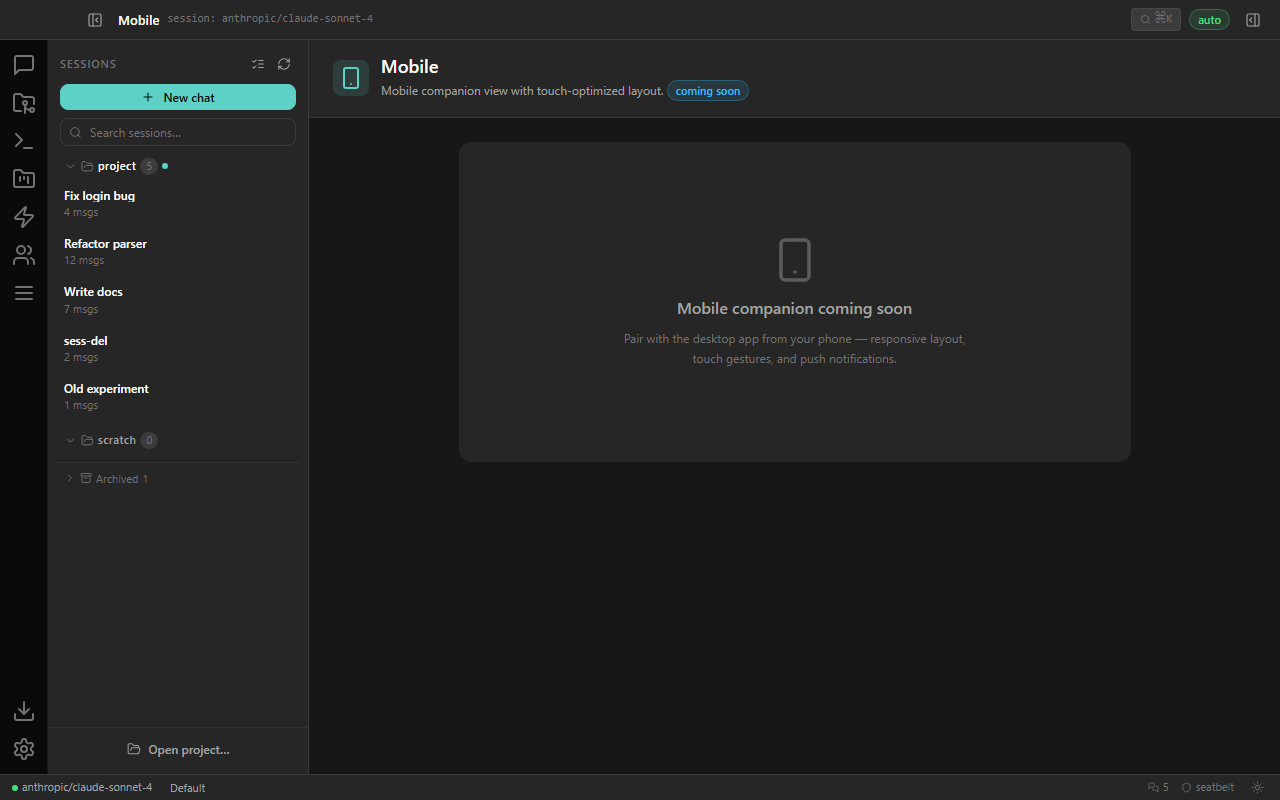 Mobile session: anthropic/claude-sonnet-4
⌘K
auto
SESSIONS
+ New chat
Search sessions...
project 5
Fix login bug
4 msgs
Refactor parser
12 msgs
Write docs
7 msgs
sess-del
2 msgs
Old experiment
1 msgs
scratch 0
Archived 1
Open project...
Mobile
Mobile companion view with touch-optimized layout. coming soon
Mobile companion coming soon
Pair with the desktop app from your phone — responsive layout,
touch gestures, and push notifications.
anthropic/claude-sonnet-4 Default
5 seatbelt